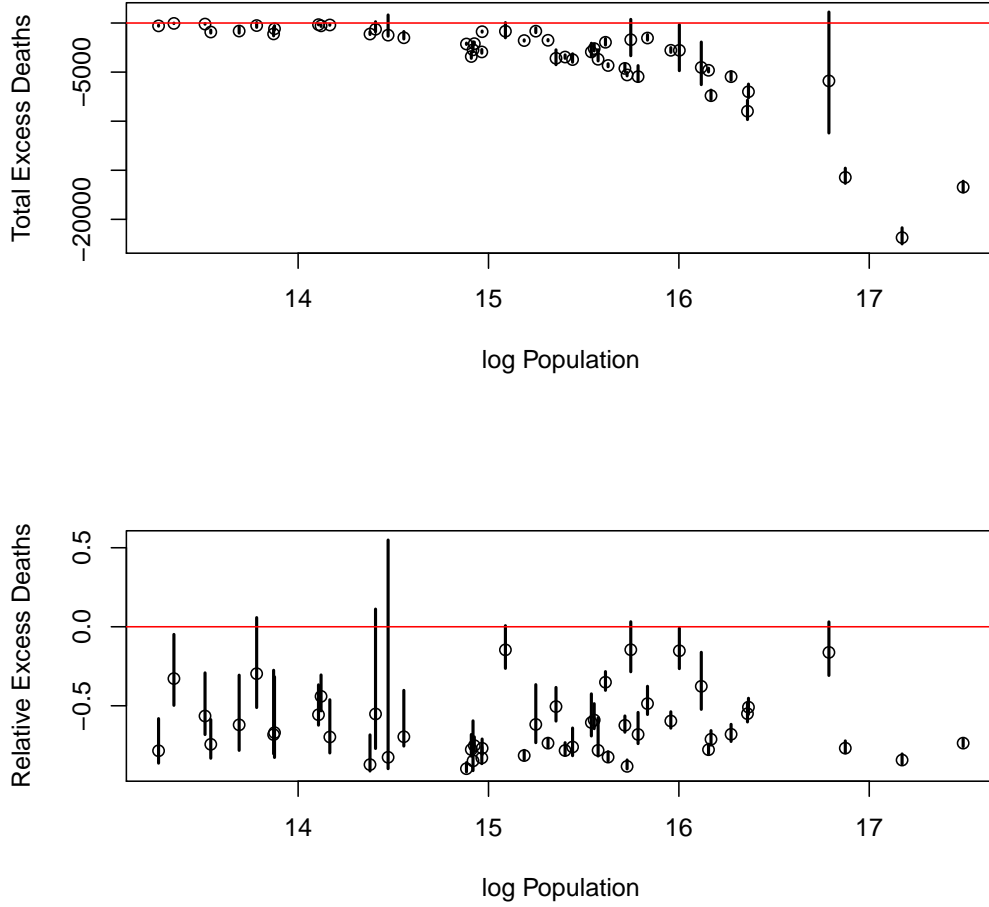 Total Excess Deaths
−5000
−20000
14 15 16 17
log Population
Relative Excess Deaths
0.5
0.0
−0.5
14 15 16 17
log Population